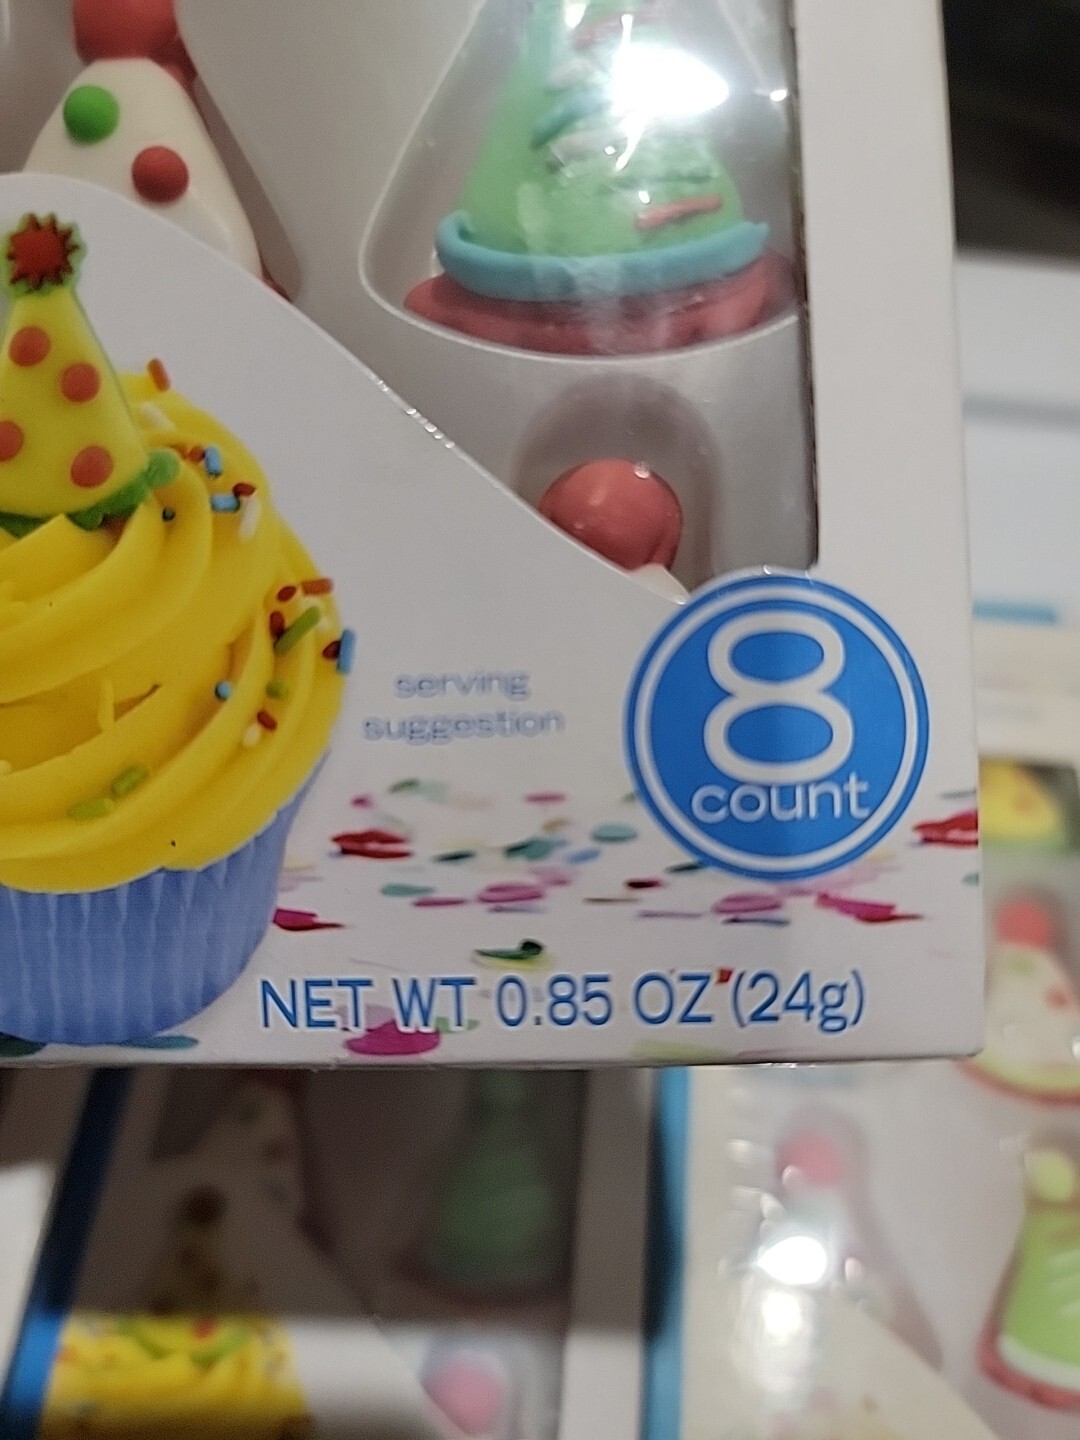 serving
suggestion
8
count
NET WT 0.85 OZ (24g)